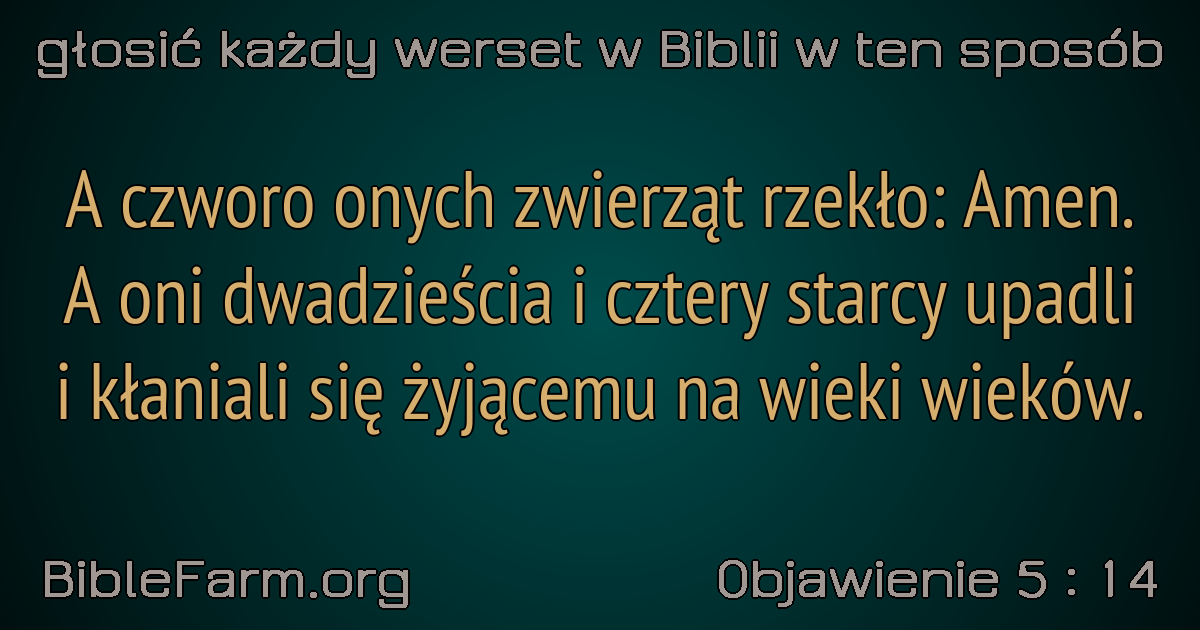 głosić każdy werset w Biblii w ten sposób
A czworo onych zwierząt rzekło: Amen.
A oni dwadzieścia i cztery starcy upadli
i kłaniali się żyjącemu na wieki wieków.
BibleFarm.org
Objawienie 5 : 14